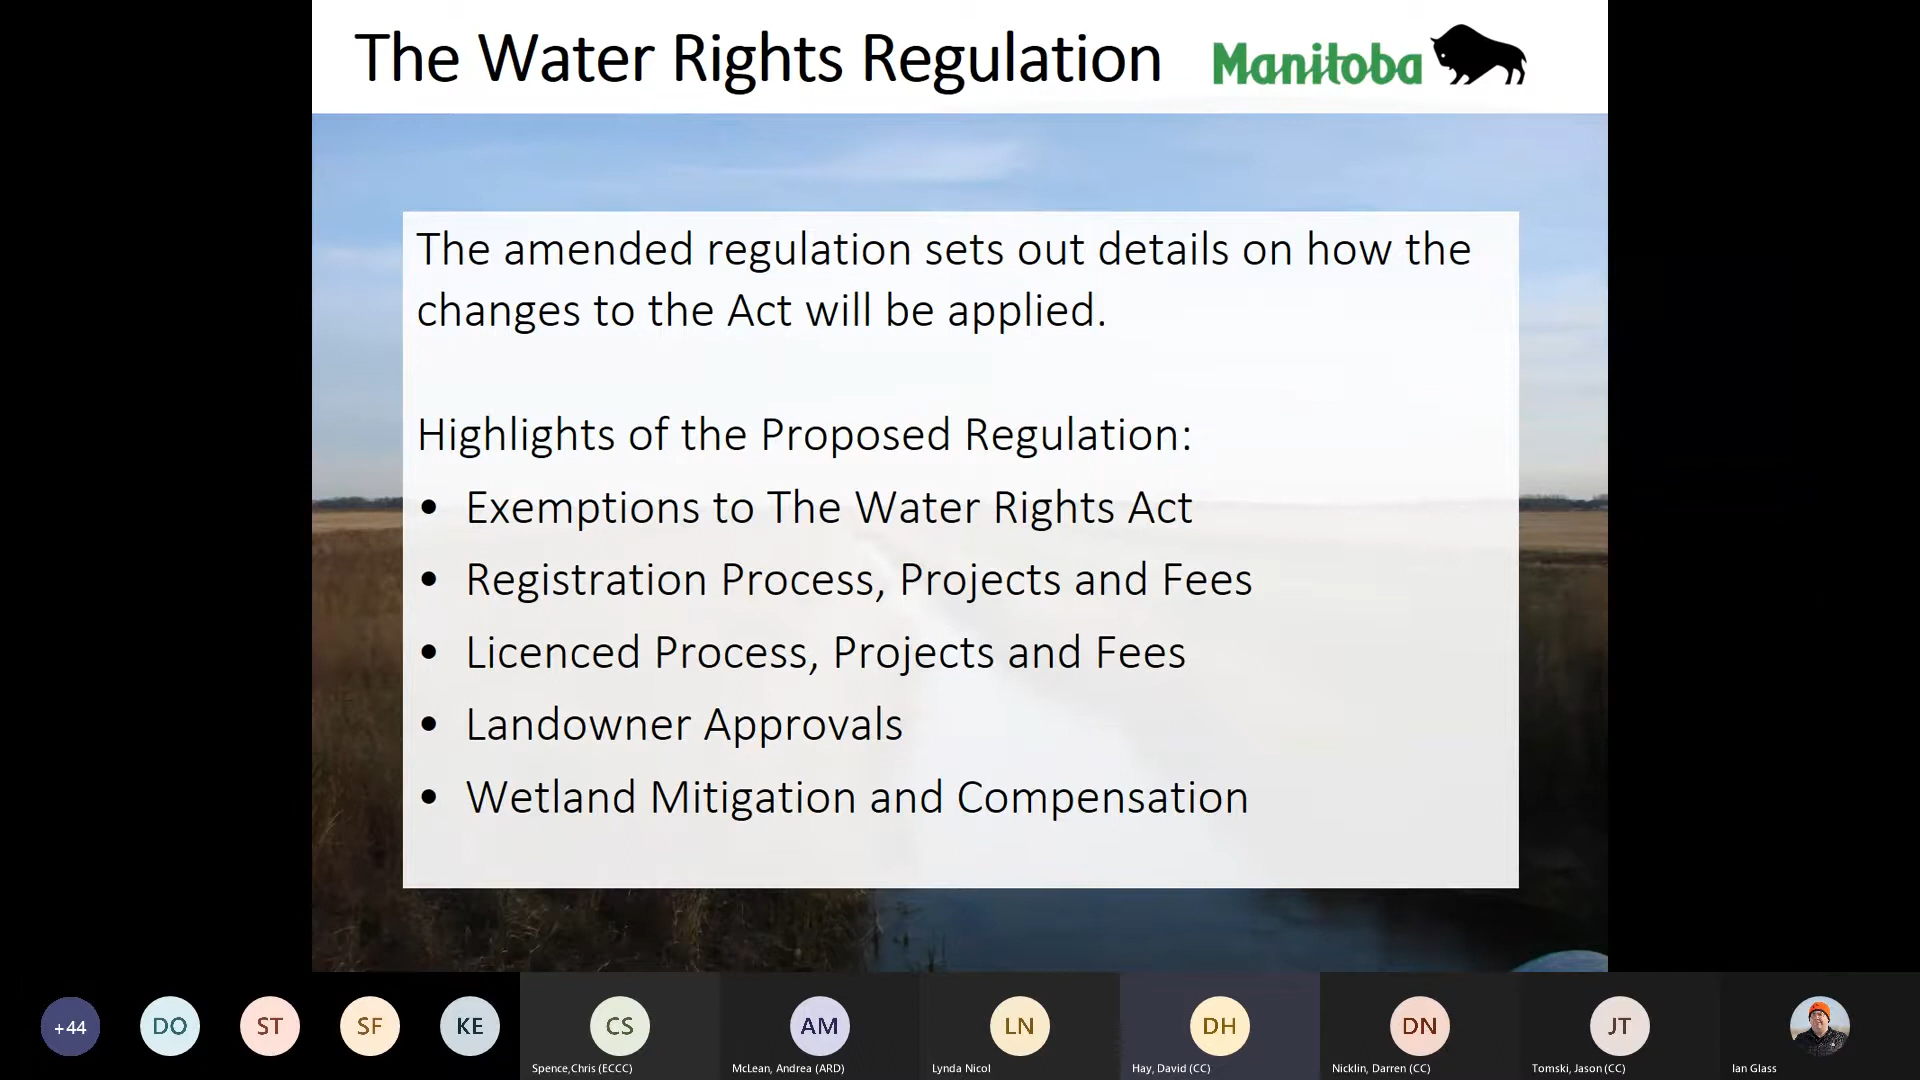 The Water Rights Regulation
Manitoba
The amended regulation sets out details on how the
changes to the Act will be applied.
Highlights of the Proposed Regulation:
• Exemptions to The Water Rights Act
• Registration Process, Projects and Fees
• Licenced Process, Projects and Fees
• Landowner Approvals
• Wetland Mitigation and Compensation
+44
DO
ST
SF
KE
CS
AM
LN
DH
DN
JT
Spence,Chris (ECCC)
McLean, Andrea (ARD)
Lynda Nicol
Hay, David (CC)
Nicklin, Darren (CC)
Tomski, Jason (CC)
Ian Glass